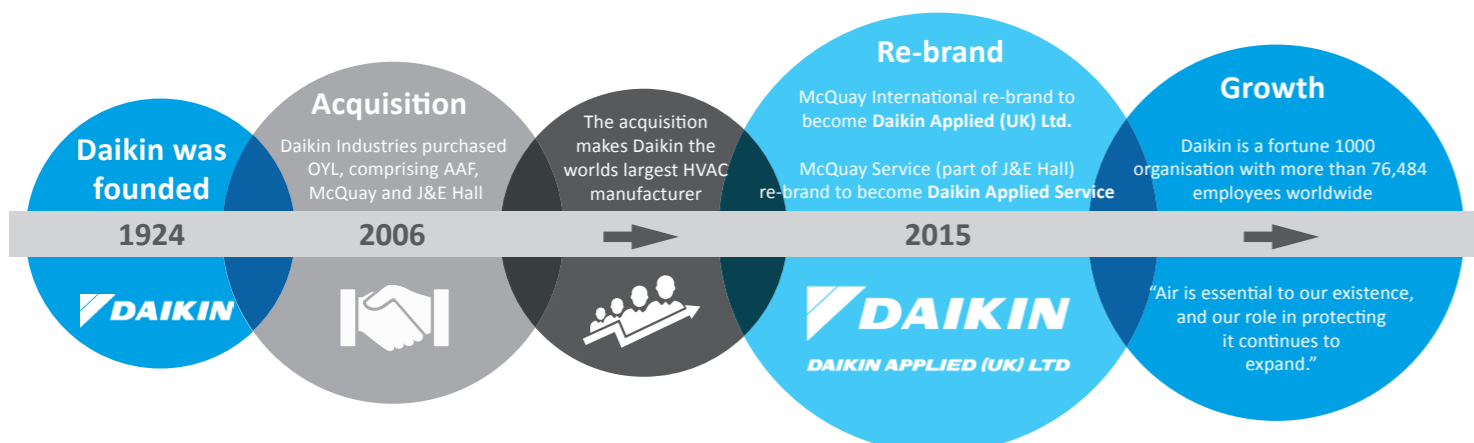 Daikin was
founded
1924
DAIKIN
Acquisition
Daikin Industries purchased
OYL, comprising AAF,
McQuay and J&E Hall
2006
The acquisition
makes Daikin the
worlds largest HVAC
manufacturer
Re-brand
McQuay International re-brand to
become Daikin Applied (UK) Ltd.
McQuay Service (part of J&E Hall)
re-brand to become Daikin Applied Service
2015
DAIKIN
DAIKIN APPLIED (UK) LTD
Growth
Daikin is a fortune 1000
organisation with more than 76,484
employees worldwide
“Air is essential to our existence,
and our role in protecting
it continues to
expand.”